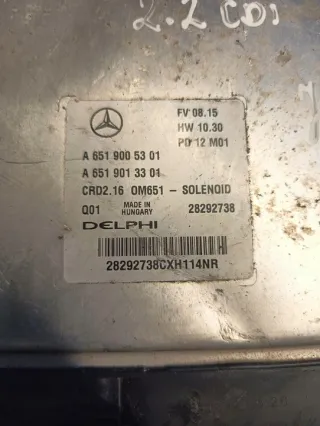 2.2 CDI
FV 08.15
HW 10.30
PD 12 M01
A 651 900 53 01
A 651 901 33 01
CRD2.16 OM651 - SOLENOID
Q01 MADE IN HUNGARY 28292738
DELPHI
28292738CXH114NR